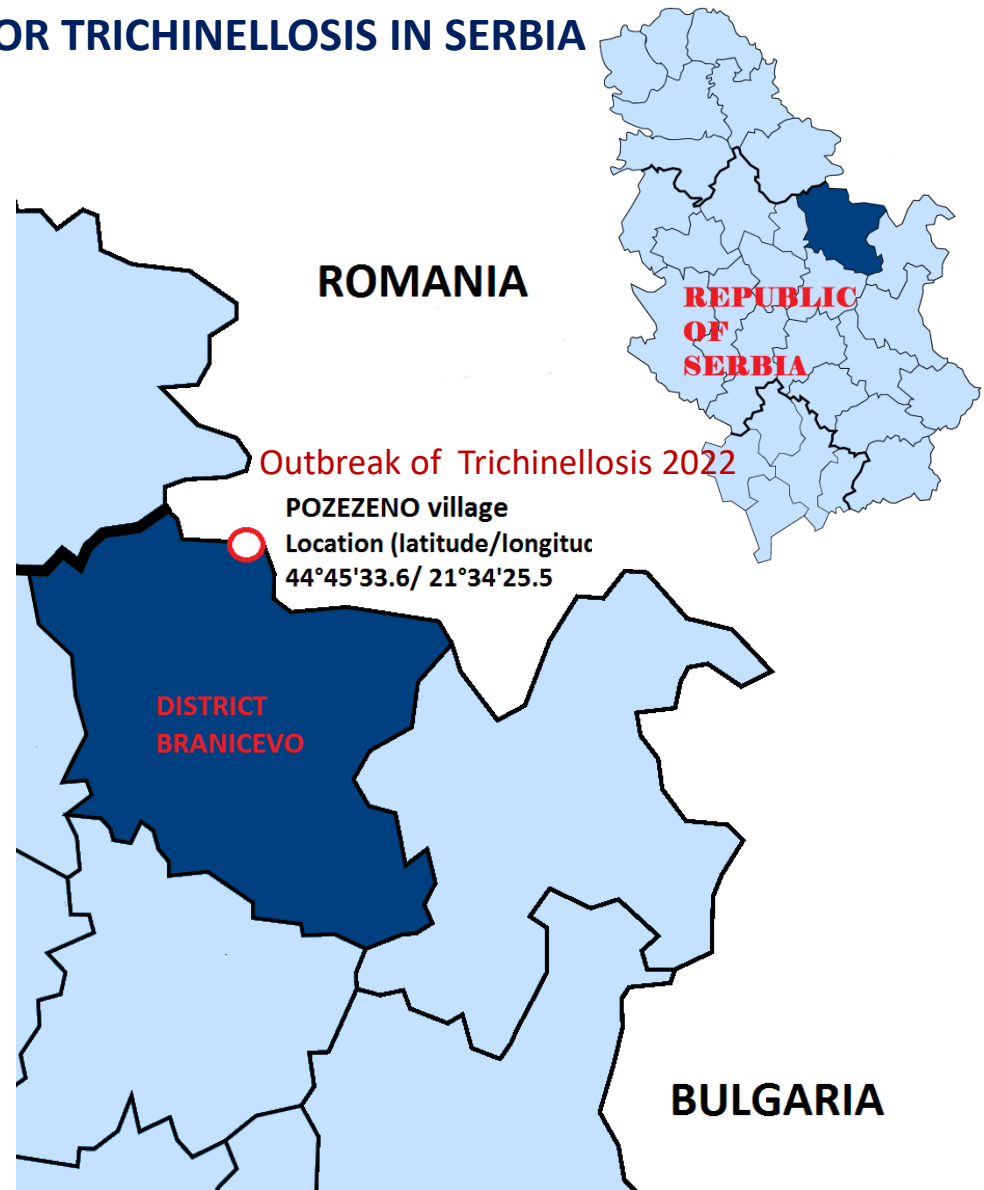 OR TRICHINELLOSIS IN SERBIA
ROMANIA
REPUBLIC
OF
SERBIA
Outbreak of Trichinellosis 2022
POZEZENO village
Location (latitude/longituc
44°45'33.6/ 21°34'25.5
DISTRICT
BRANICEVO
BULGARIA